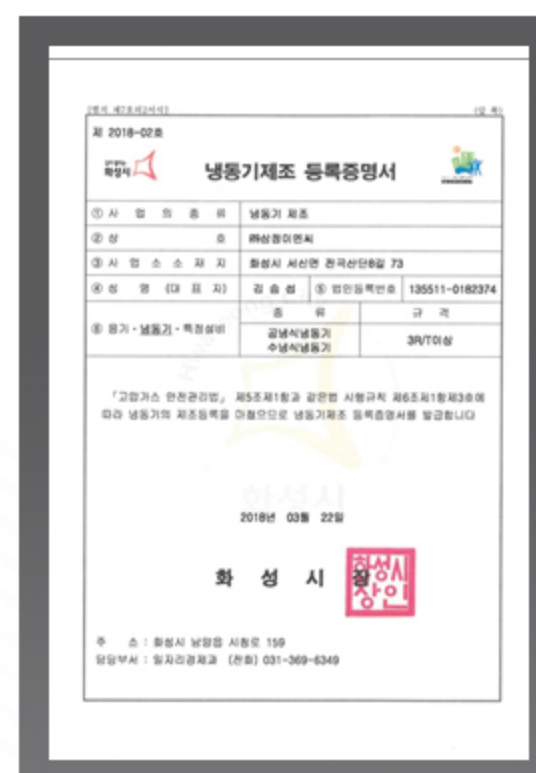 제 2018-02호
화성시
냉동기제조 등록증명서
① 사 업 의 종 류 냉동기 제조
② 상 호 ㈜삼정이엔씨
③ 사 업 소 소 재 지 화성시 서신면 전곡산단8길 73
④ 성 명 (대 표 자) 김 승 섭 ⑤ 법인등록번호 135511-0182374
⑥ 용기·냉동기·특정설비 종 류 규 격
공냉식냉동기
수냉식냉동기
3R/T이상
「고압가스 안전관리법」 제5조제1항과 같은법 시행규칙 제6조제1항제3호에
따라 냉동기의 제조등록을 마쳤으므로 냉동기제조 등록증명서를 발급합니다
화성시
2018년 03월 22일
화 성 시 장
화성시
장인
주 소 : 화성시 남양읍 시청로 159
담당부서 : 일자리경제과 (전화) 031-369-6349